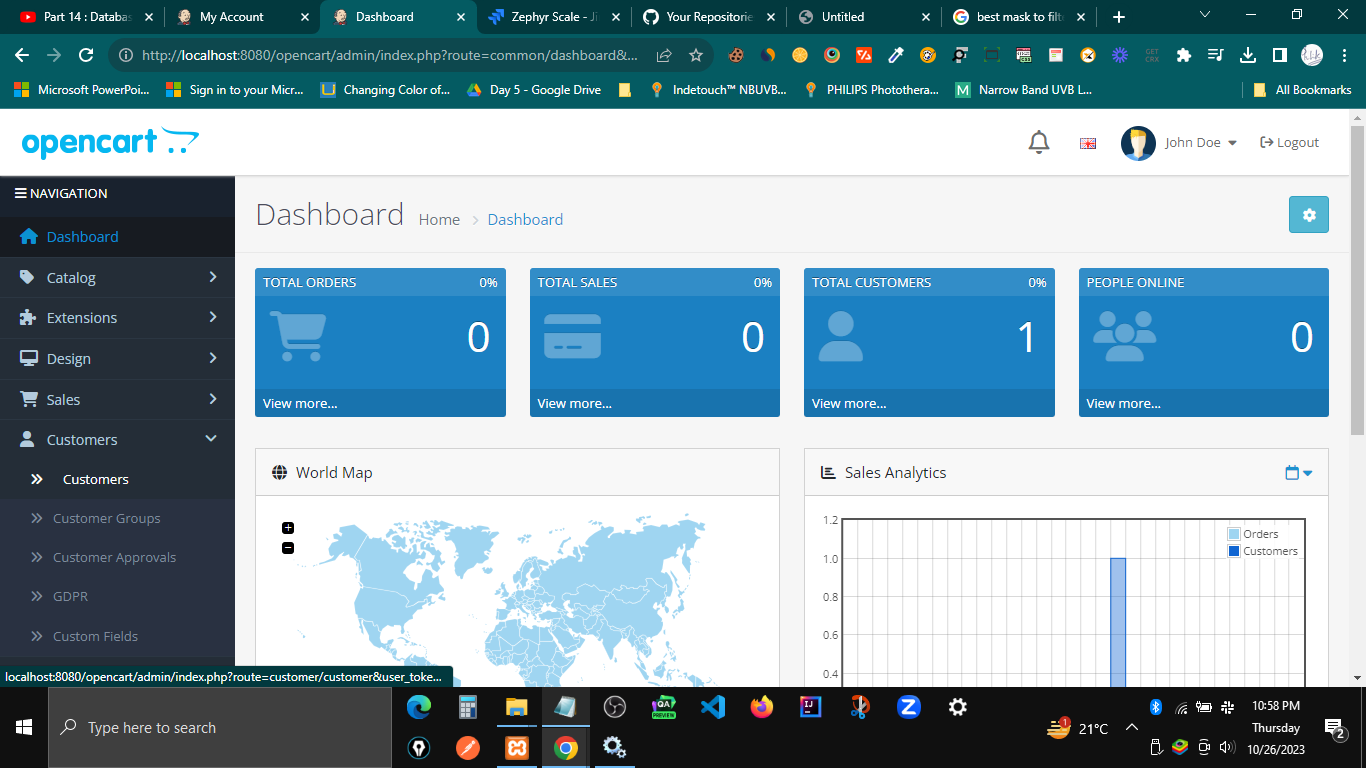 Part 14 : Databas
My Account
Dashboard
Zephyr Scale - Ji
Your Repositorie
Untitled
best mask to filt
http://localhost:8080/opencart/admin/index.php?route=common/dashboard&...
GET CRX
Microsoft PowerPoi...
Sign in to your Micr...
Changing Color of...
Day 5 - Google Drive
Indetouch™ NBUVB...
PHILIPS Photothera...
Narrow Band UVB L...
All Bookmarks
opencart
John Doe
Logout
NAVIGATION
Dashboard
Catalog
Extensions
Design
Sales
Customers
Customers
Customer Groups
Customer Approvals
GDPR
Custom Fields
Dashboard
Home > Dashboard
TOTAL ORDERS 0%
0
View more...
TOTAL SALES 0%
0
View more...
TOTAL CUSTOMERS 0%
1
View more...
PEOPLE ONLINE
0
View more...
World Map
+
−
Sales Analytics
1.2
1.0
0.8
0.6
0.4
Orders
Customers
localhost:8080/opencart/admin/index.php?route=customer/customer&user_toke...
Type here to search
QA
PREVIEW
IJ
1
21°C
10:58 PM
Thursday
10/26/2023
2